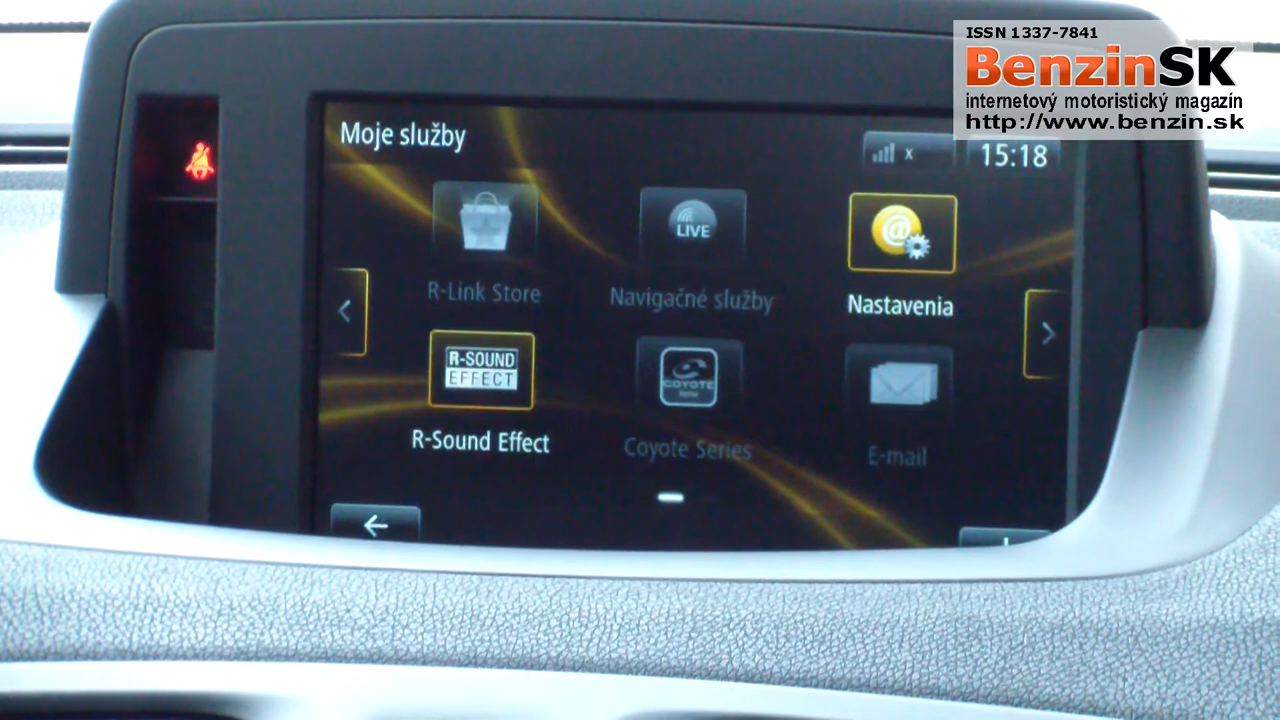 ISSN 1337-7841
BenzinSK
internetový motoristický magazín
http://www.benzin.sk
Moje služby
x
15:18
LIVE
R-Link Store
Navigačné služby
Nastavenia
R-SOUND
EFFECT
COYOTE
R-Sound Effect
Coyote Series
E-mail